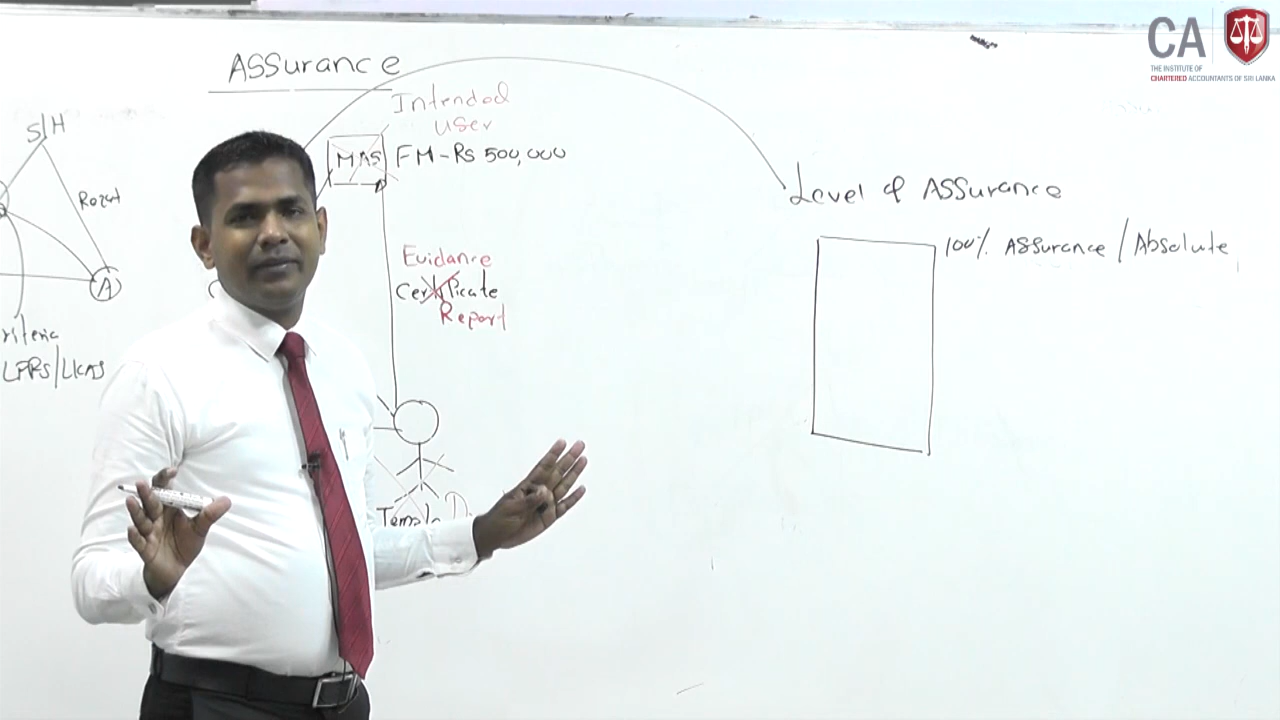 Assurance
Intended
user
MAS
FM - Rs 500,000
S/H
Level of Assurance
100% Assurance / Absolute
Evidance
Certificate
Report
A
riteria
LFRS/LKAS
CA
THE INSTITUTE OF
CHARTERED ACCOUNTANTS OF SRI LANKA